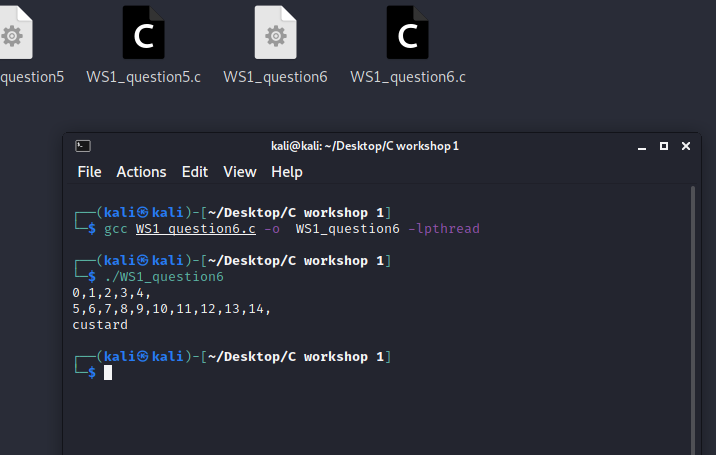 question5 WS1_question5.c WS1_question6 WS1_question6.c
kali@kali: ~/Desktop/C workshop 1
File Actions Edit View Help
┌──(kali㉿kali)-[~/Desktop/C workshop 1]
└─$ gcc WS1_question6.c -o  WS1_question6 -lpthread
┌──(kali㉿kali)-[~/Desktop/C workshop 1]
└─$ ./WS1_question6
0,1,2,3,4,
5,6,7,8,9,10,11,12,13,14,
custard
┌──(kali㉿kali)-[~/Desktop/C workshop 1]
└─$